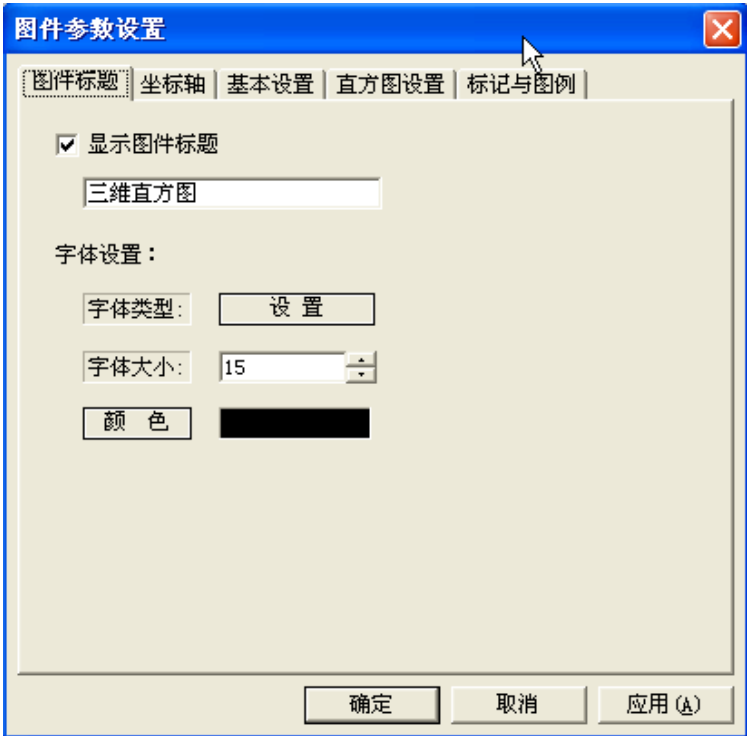 图件参数设置
图件标题 坐标轴 基本设置 直方图设置 标记与图例
显示图件标题
三维直方图
字体设置：
字体类型: 设 置
字体大小: 15
颜 色
确定 取消 应用(A)